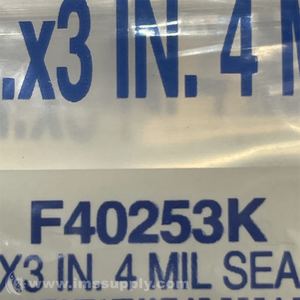 .x3 IN. 4 M
F40253K
X3 IN. 4 MIL SEA
© www.imssupply.com